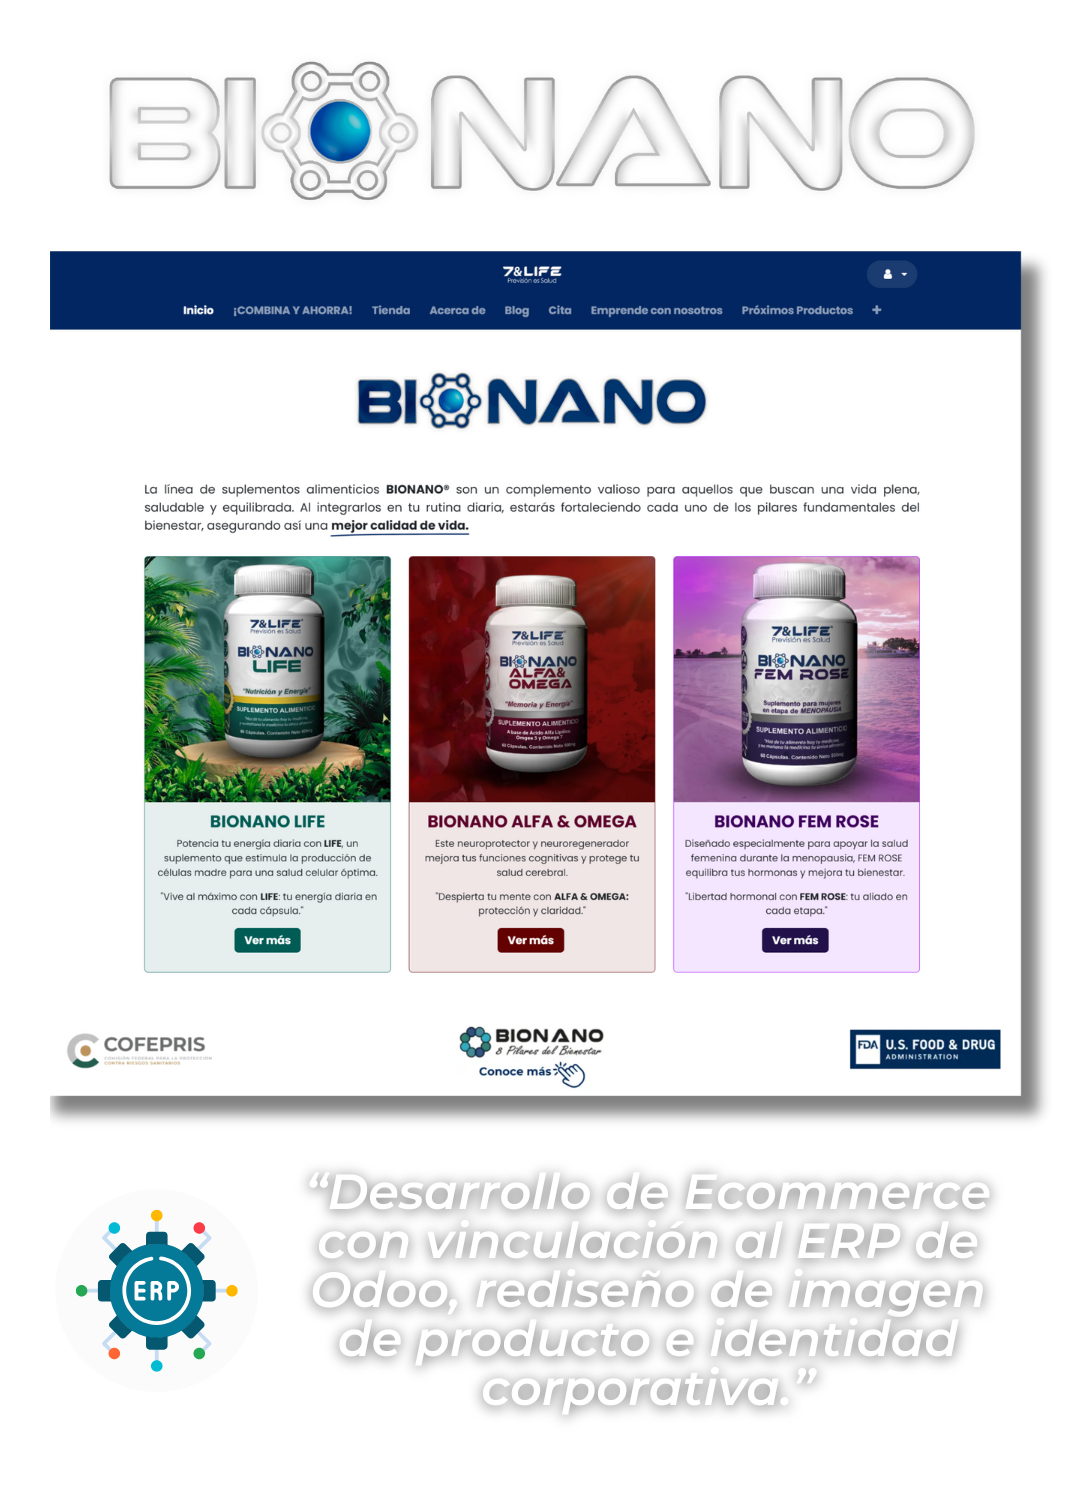 BIONANO
7&LIFE
Previsión es Salud
Inicio ¡COMBINA Y AHORRA! Tienda Acerca de Blog Cita Emprende con nosotros Próximos Productos +
BIONANO
La línea de suplementos alimenticios BIONANO® son un complemento valioso para aquellos que buscan una vida plena,
saludable y equilibrada. Al integrarlos en tu rutina diaria, estarás fortaleciendo cada uno de los pilares fundamentales del
bienestar, asegurando así una mejor calidad de vida.
7&LIFE
Previsión es Salud
BIONANO
LIFE
"Nutrición y Energía"
SUPLEMENTO ALIMENTICIO
60 Cápsulas. Contenido Neto 500mg
7&LIFE
Previsión es Salud
BIONANO
ALFA&
OMEGA
"Memoria y Energía"
SUPLEMENTO ALIMENTICIO
A base de Ácido Alfa Lipóico,
Omega 5 y Omega 7
60 Cápsulas. Contenido Neto 500mg
7&LIFE
Previsión es Salud
BIONANO
FEM ROSE
Suplemento para mujeres
en etapa de MENOPAUSIA
SUPLEMENTO ALIMENTICIO
60 Cápsulas. Contenido Neto 500mg
BIONANO LIFE
Potencia tu energía diaria con LIFE, un
suplemento que estimula la producción de
células madre para una salud celular óptima.
"Vive al máximo con LIFE: tu energía diaria en
cada cápsula."
Ver más
BIONANO ALFA & OMEGA
Este neuroprotector y neuroregenerador
mejora tus funciones cognitivas y protege tu
salud cerebral.
"Despierta tu mente con ALFA & OMEGA:
protección y claridad."
Ver más
BIONANO FEM ROSE
Diseñado especialmente para apoyar la salud
femenina durante la menopausia, FEM ROSE
equilibra tus hormonas y mejora tu bienestar.
"Libertad hormonal con FEM ROSE: tu aliado en
cada etapa."
Ver más
COFEPRIS
COMISIÓN FEDERAL PARA LA PROTECCIÓN
CONTRA RIESGOS SANITARIOS
BIONANO
8 Pilares del Bienestar
Conoce más
FDA U.S. FOOD & DRUG
ADMINISTRATION
ERP
“Desarrollo de Ecommerce
con vinculación al ERP de
Odoo, rediseño de imagen
de producto e identidad
corporativa.”